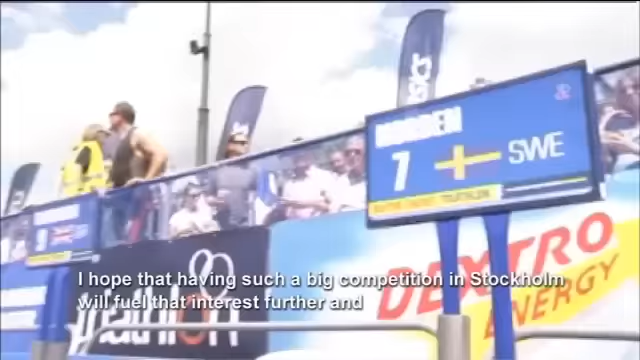 NORDEN
7
SWE
DEXTRO
ENERGY
triathlon
I hope that having such a big competition in Stockholm
will fuel that interest further and